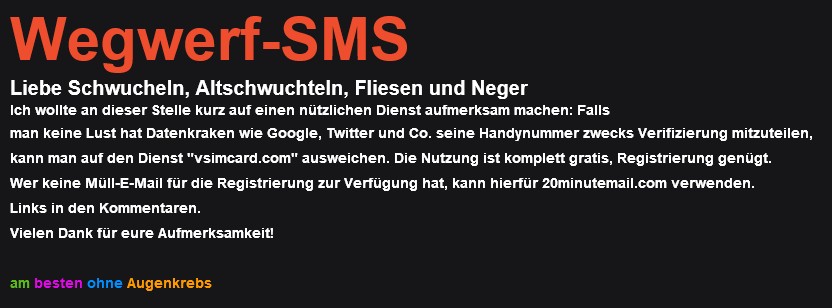 Wegwerf-SMS
Liebe Schwucheln, Altschwuchteln, Fliesen und Neger
Ich wollte an dieser Stelle kurz auf einen nützlichen Dienst aufmerksam machen: Falls
man keine Lust hat Datenkraken wie Google, Twitter und Co. seine Handynummer zwecks Verifizierung mitzuteilen,
kann man auf den Dienst "vsimcard.com" ausweichen. Die Nutzung ist komplett gratis, Registrierung genügt.
Wer keine Müll-E-Mail für die Registrierung zur Verfügung hat, kann hierfür 20minutemail.com verwenden.
Links in den Kommentaren.
Vielen Dank für eure Aufmerksamkeit!
am besten ohne Augenkrebs